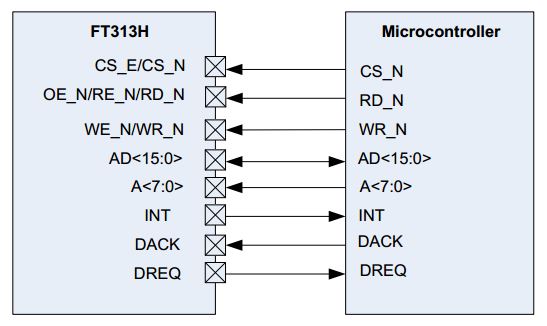 FT313H
Microcontroller
CS_E/CS_N
CS_N
OE_N/RE_N/RD_N
RD_N
WE_N/WR_N
WR_N
AD<15:0>
AD<15:0>
A<7:0>
A<7:0>
INT
INT
DACK
DACK
DREQ
DREQ